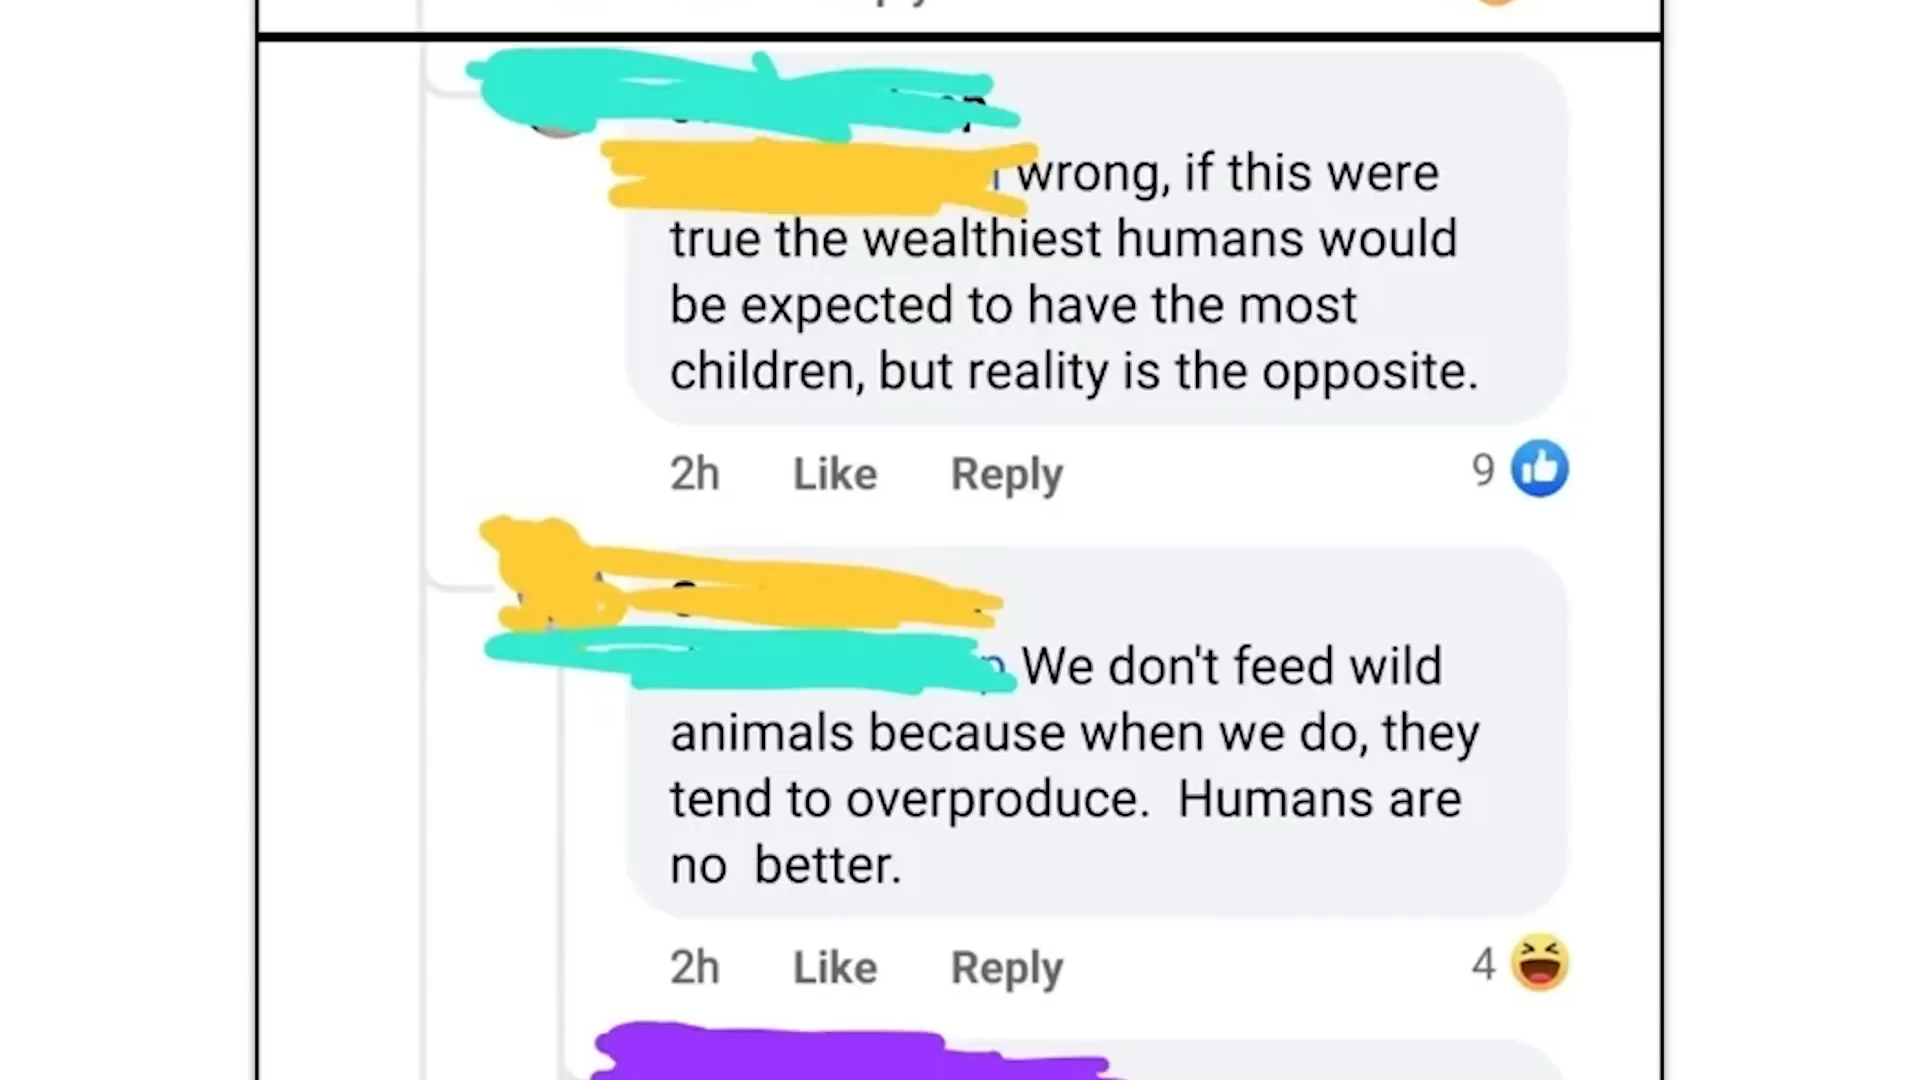 wrong, if this were
true the wealthiest humans would
be expected to have the most
children, but reality is the opposite.
2h Like Reply 9
We don't feed wild
animals because when we do, they
tend to overproduce. Humans are
no better.
2h Like Reply 4